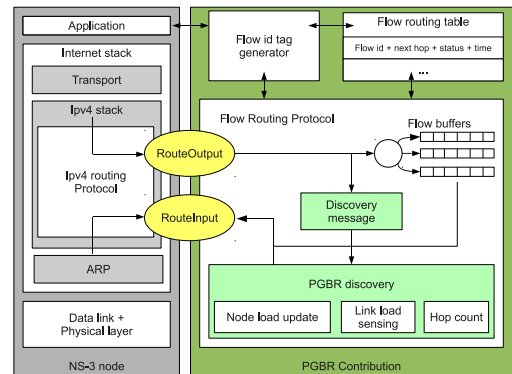 Application
Internet stack
Transport
Ipv4 stack
Ipv4 routing
Protocol
ARP
Data link +
Physical layer
NS-3 node
RouteOutput
RouteInput
Flow id tag
generator
Flow routing table
Flow id + next hop + status + time
...
Flow Routing Protocol
Flow buffers
Discovery
message
PGBR discovery
Node load update
Link load
sensing
Hop count
PGBR Contribution